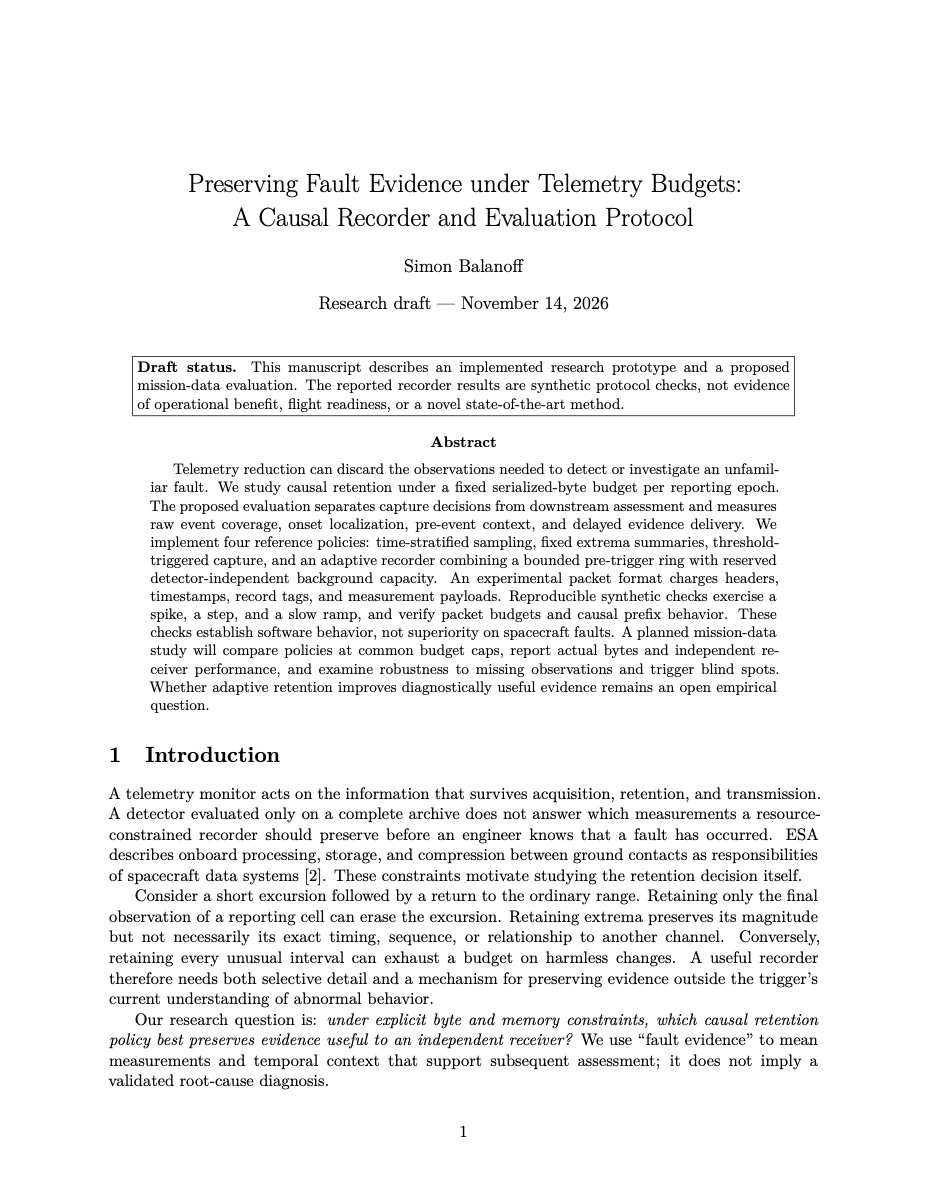 Preserving Fault Evidence under Telemetry Budgets:
A Causal Recorder and Evaluation Protocol
Simon Balanoff
Research draft — November 14, 2026
Draft status. This manuscript describes an implemented research prototype and a proposed
mission-data evaluation. The reported recorder results are synthetic protocol checks, not evidence
of operational benefit, flight readiness, or a novel state-of-the-art method.
Abstract
Telemetry reduction can discard the observations needed to detect or investigate an unfamil-
iar fault. We study causal retention under a fixed serialized-byte budget per reporting epoch.
The proposed evaluation separates capture decisions from downstream assessment and measures
raw event coverage, onset localization, pre-event context, and delayed evidence delivery. We
implement four reference policies: time-stratified sampling, fixed extrema summaries, threshold-
triggered capture, and an adaptive recorder combining a bounded pre-trigger ring with reserved
detector-independent background capacity. An experimental packet format charges headers,
timestamps, record tags, and measurement payloads. Reproducible synthetic checks exercise a
spike, a step, and a slow ramp, and verify packet budgets and causal prefix behavior. These
checks establish software behavior, not superiority on spacecraft faults. A planned mission-data
study will compare policies at common budget caps, report actual bytes and independent re-
ceiver performance, and examine robustness to missing observations and trigger blind spots.
Whether adaptive retention improves diagnostically useful evidence remains an open empirical
question.
1 Introduction
A telemetry monitor acts on the information that survives acquisition, retention, and transmission.
A detector evaluated only on a complete archive does not answer which measurements a resource-
constrained recorder should preserve before an engineer knows that a fault has occurred. ESA
describes onboard processing, storage, and compression between ground contacts as responsibilities
of spacecraft data systems [2]. These constraints motivate studying the retention decision itself.
Consider a short excursion followed by a return to the ordinary range. Retaining only the final
observation of a reporting cell can erase the excursion. Retaining extrema preserves its magnitude
but not necessarily its exact timing, sequence, or relationship to another channel. Conversely,
retaining every unusual interval can exhaust a budget on harmless changes. A useful recorder
therefore needs both selective detail and a mechanism for preserving evidence outside the trigger's
current understanding of abnormal behavior.
Our research question is: under explicit byte and memory constraints, which causal retention
policy best preserves evidence useful to an independent receiver? We use “fault evidence” to mean
measurements and temporal context that support subsequent assessment; it does not imply a
validated root-cause diagnosis.
1